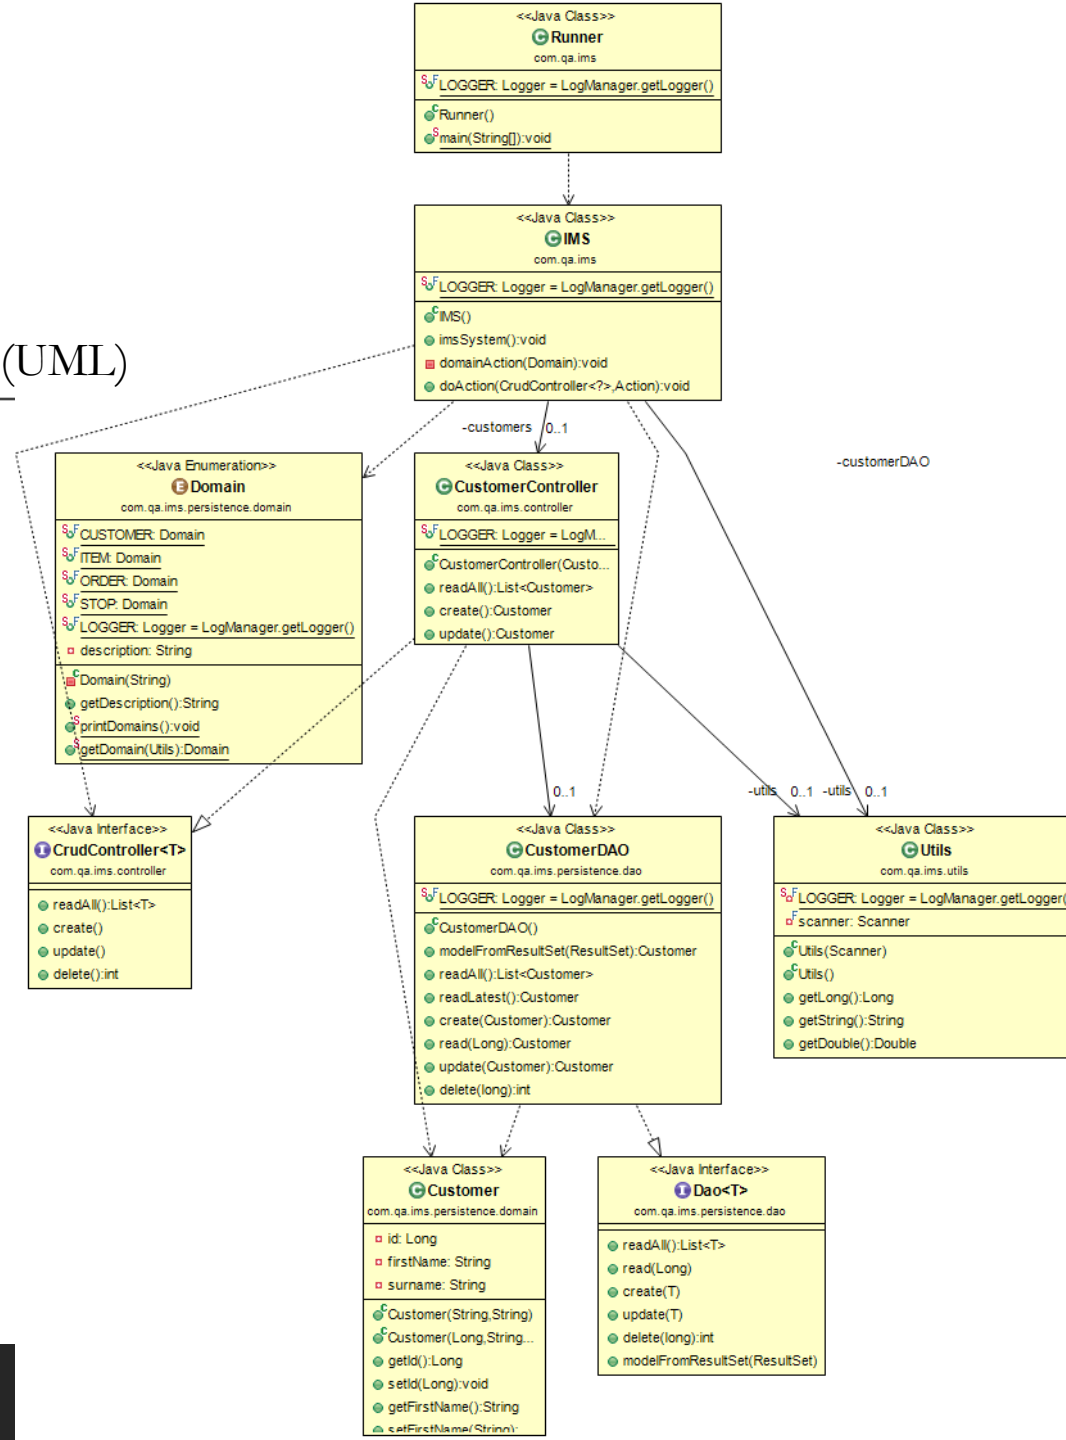 <<Java Class>>
Runner
com.qa.ims
LOGGER: Logger = LogManager.getLogger()
Runner()
main(String[]):void
<<Java Class>>
IMS
com.qa.ims
LOGGER: Logger = LogManager.getLogger()
IMS()
imsSystem():void
domainAction(Domain):void
doAction(CrudController<?>,Action):void
(UML)
-customers 0..1
-customerDAO
<<Java Enumeration>>
Domain
com.qa.ims.persistence.domain
CUSTOMER: Domain
ITEM: Domain
ORDER: Domain
STOP: Domain
LOGGER: Logger = LogManager.getLogger()
description: String
Domain(String)
getDescription():String
printDomains():void
getDomain(Utils):Domain
<<Java Class>>
CustomerController
com.qa.ims.controller
LOGGER: Logger = LogM...
CustomerController(Custo...
readAll():List<Customer>
create():Customer
update():Customer
0..1
-utils 0..1 -utils 0..1
<<Java Interface>>
CrudController<T>
com.qa.ims.controller
readAll():List<T>
create()
update()
delete():int
<<Java Class>>
CustomerDAO
com.qa.ims.persistence.dao
LOGGER: Logger = LogManager.getLogger()
CustomerDAO()
modelFromResultSet(ResultSet):Customer
readAll():List<Customer>
readLatest():Customer
create(Customer):Customer
read(Long):Customer
update(Customer):Customer
delete(long):int
<<Java Class>>
Utils
com.qa.ims.utils
LOGGER: Logger = LogManager.getLogger(
scanner: Scanner
Utils(Scanner)
Utils()
getLong():Long
getString():String
getDouble():Double
<<Java Class>>
Customer
com.qa.ims.persistence.domain
id: Long
firstName: String
surname: String
Customer(String,String)
Customer(Long,String...
getId():Long
setId(Long):void
getFirstName():String
setFirstName(String):
<<Java Interface>>
Dao<T>
com.qa.ims.persistence.dao
readAll():List<T>
read(Long)
create(T)
update(T)
delete(long):int
modelFromResultSet(ResultSet)